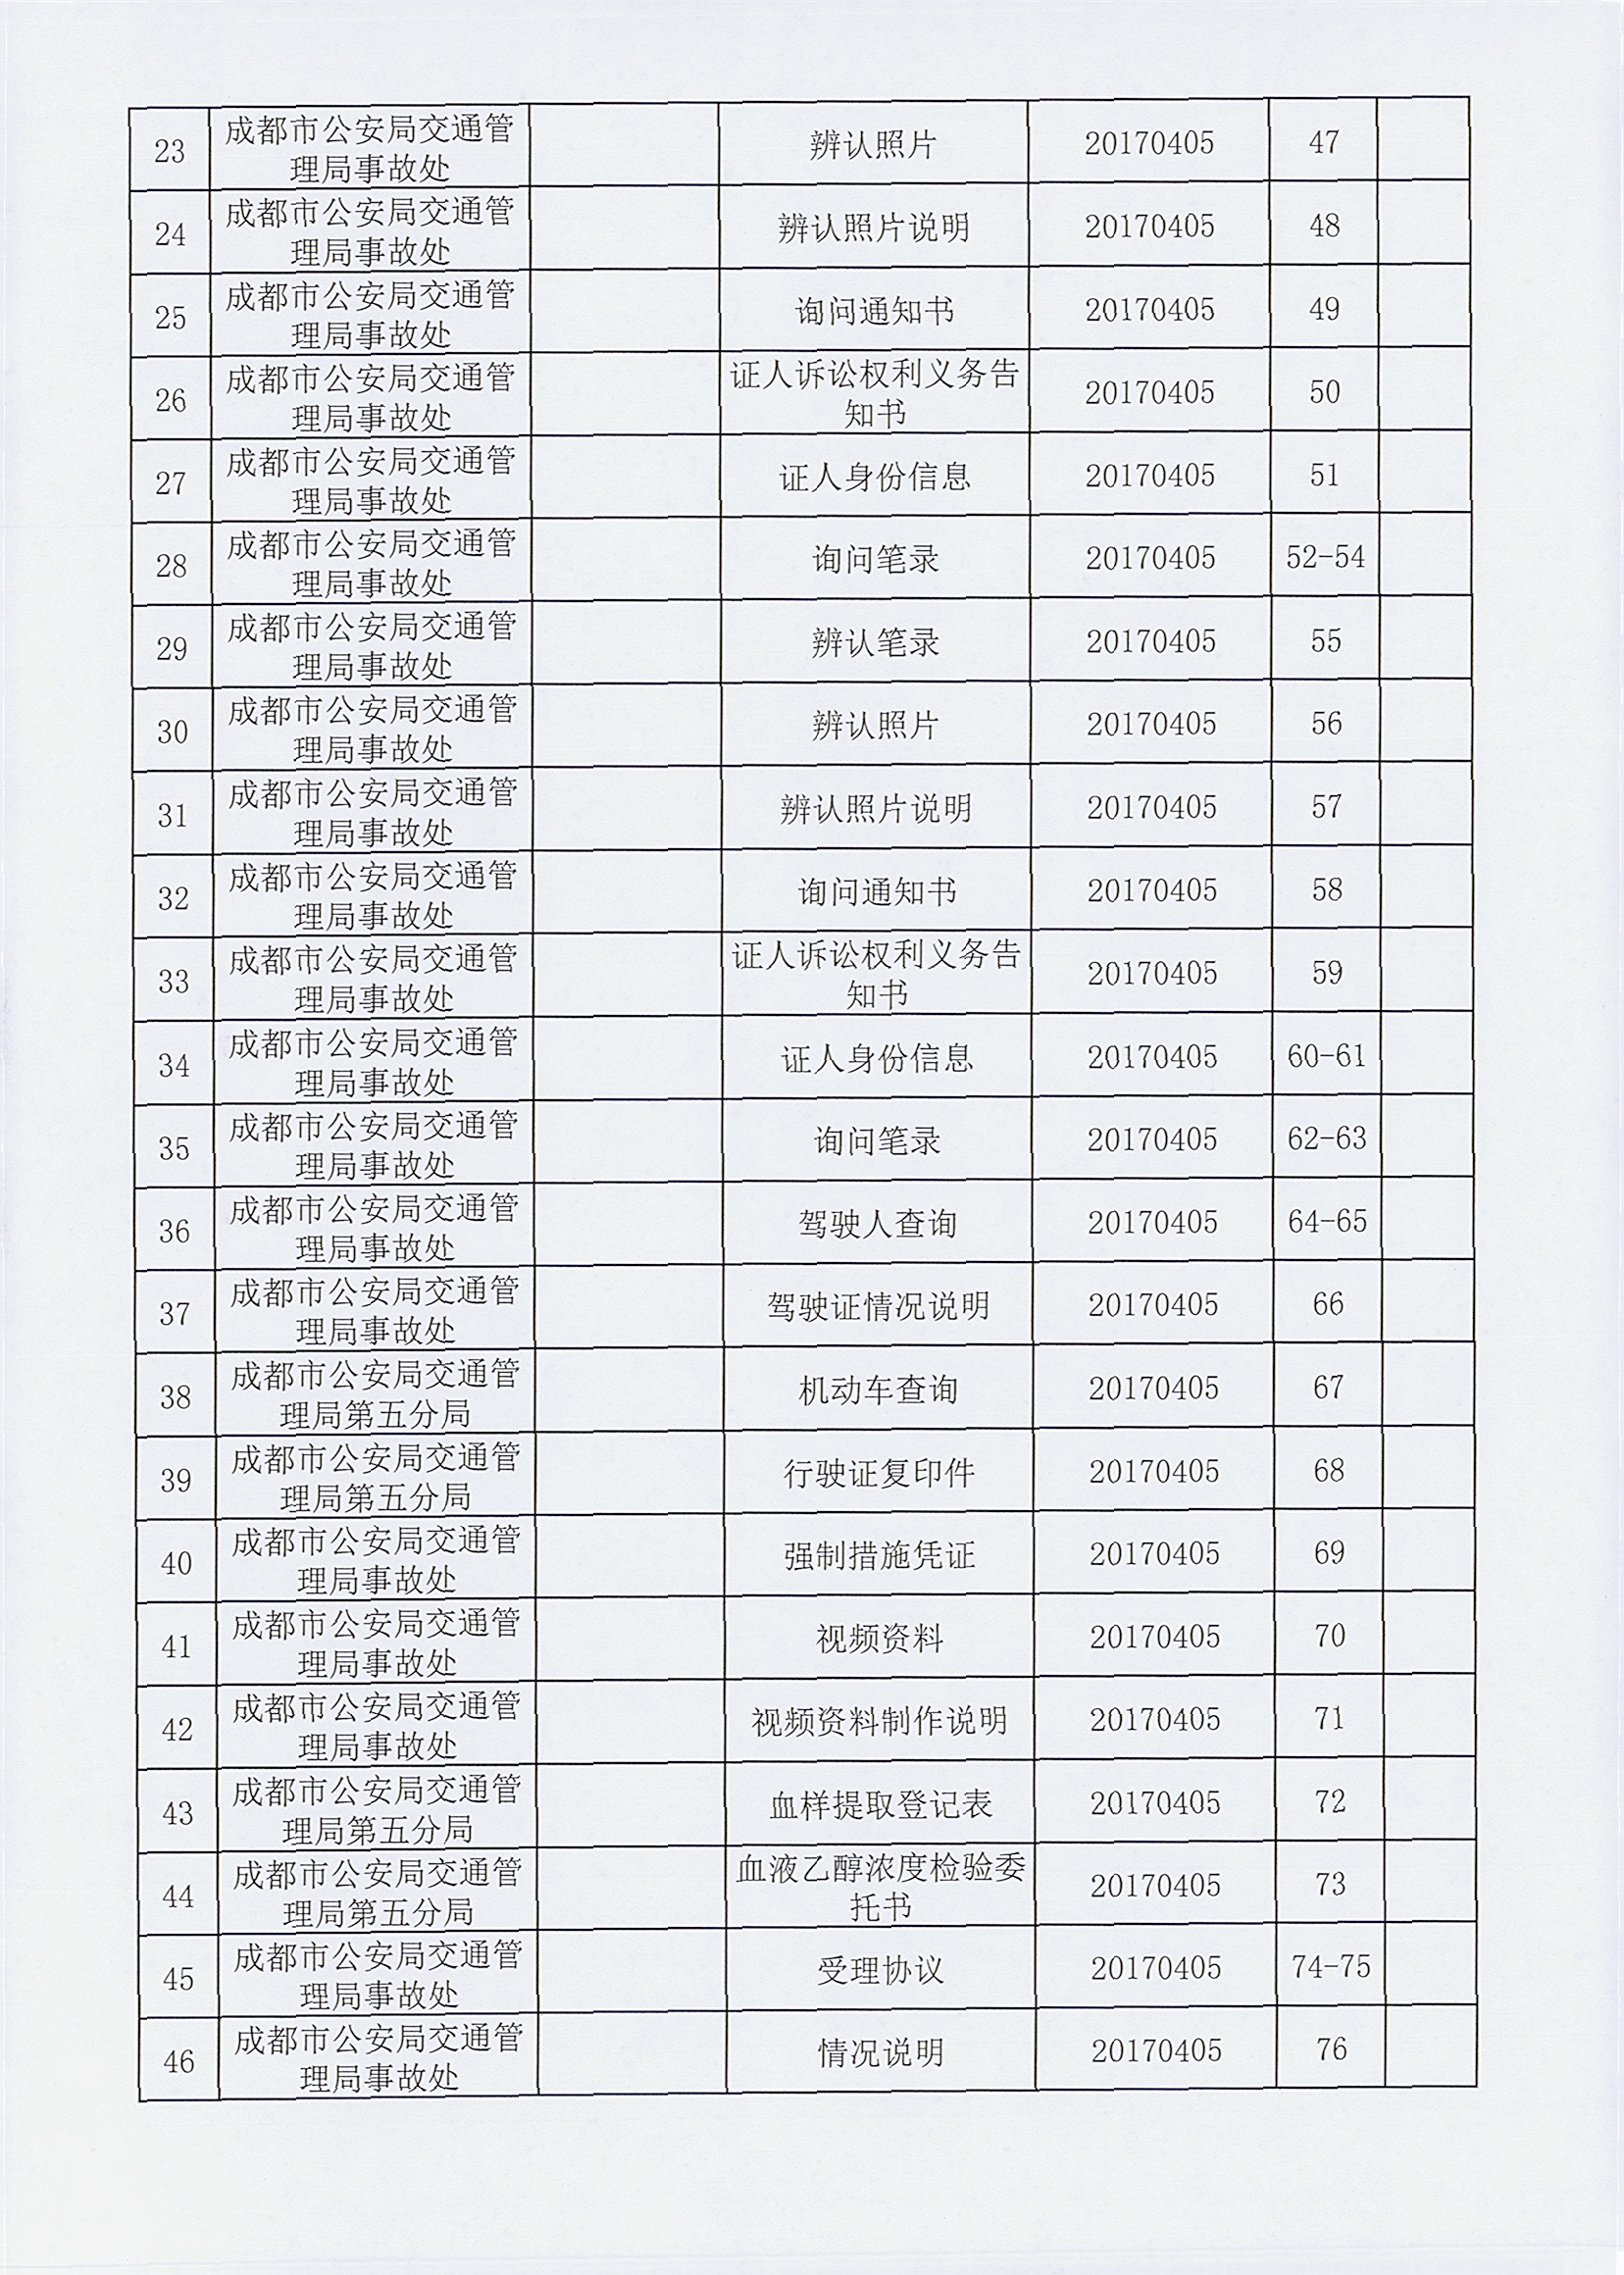 23 成都市公安局交通管理局事故处 辨认照片 20170405 47
24 成都市公安局交通管理局事故处 辨认照片说明 20170405 48
25 成都市公安局交通管理局事故处 询问通知书 20170405 49
26 成都市公安局交通管理局事故处 证人诉讼权利义务告知书 20170405 50
27 成都市公安局交通管理局事故处 证人身份信息 20170405 51
28 成都市公安局交通管理局事故处 询问笔录 20170405 52-54
29 成都市公安局交通管理局事故处 辨认笔录 20170405 55
30 成都市公安局交通管理局事故处 辨认照片 20170405 56
31 成都市公安局交通管理局事故处 辨认照片说明 20170405 57
32 成都市公安局交通管理局事故处 询问通知书 20170405 58
33 成都市公安局交通管理局事故处 证人诉讼权利义务告知书 20170405 59
34 成都市公安局交通管理局事故处 证人身份信息 20170405 60-61
35 成都市公安局交通管理局事故处 询问笔录 20170405 62-63
36 成都市公安局交通管理局事故处 驾驶人查询 20170405 64-65
37 成都市公安局交通管理局事故处 驾驶证情况说明 20170405 66
38 成都市公安局交通管理局第五分局 机动车查询 20170405 67
39 成都市公安局交通管理局第五分局 行驶证复印件 20170405 68
40 成都市公安局交通管理局事故处 强制措施凭证 20170405 69
41 成都市公安局交通管理局事故处 视频资料 20170405 70
42 成都市公安局交通管理局事故处 视频资料制作说明 20170405 71
43 成都市公安局交通管理局第五分局 血样提取登记表 20170405 72
44 成都市公安局交通管理局第五分局 血液乙醇浓度检验委托书 20170405 73
45 成都市公安局交通管理局事故处 受理协议 20170405 74-75
46 成都市公安局交通管理局事故处 情况说明 20170405 76